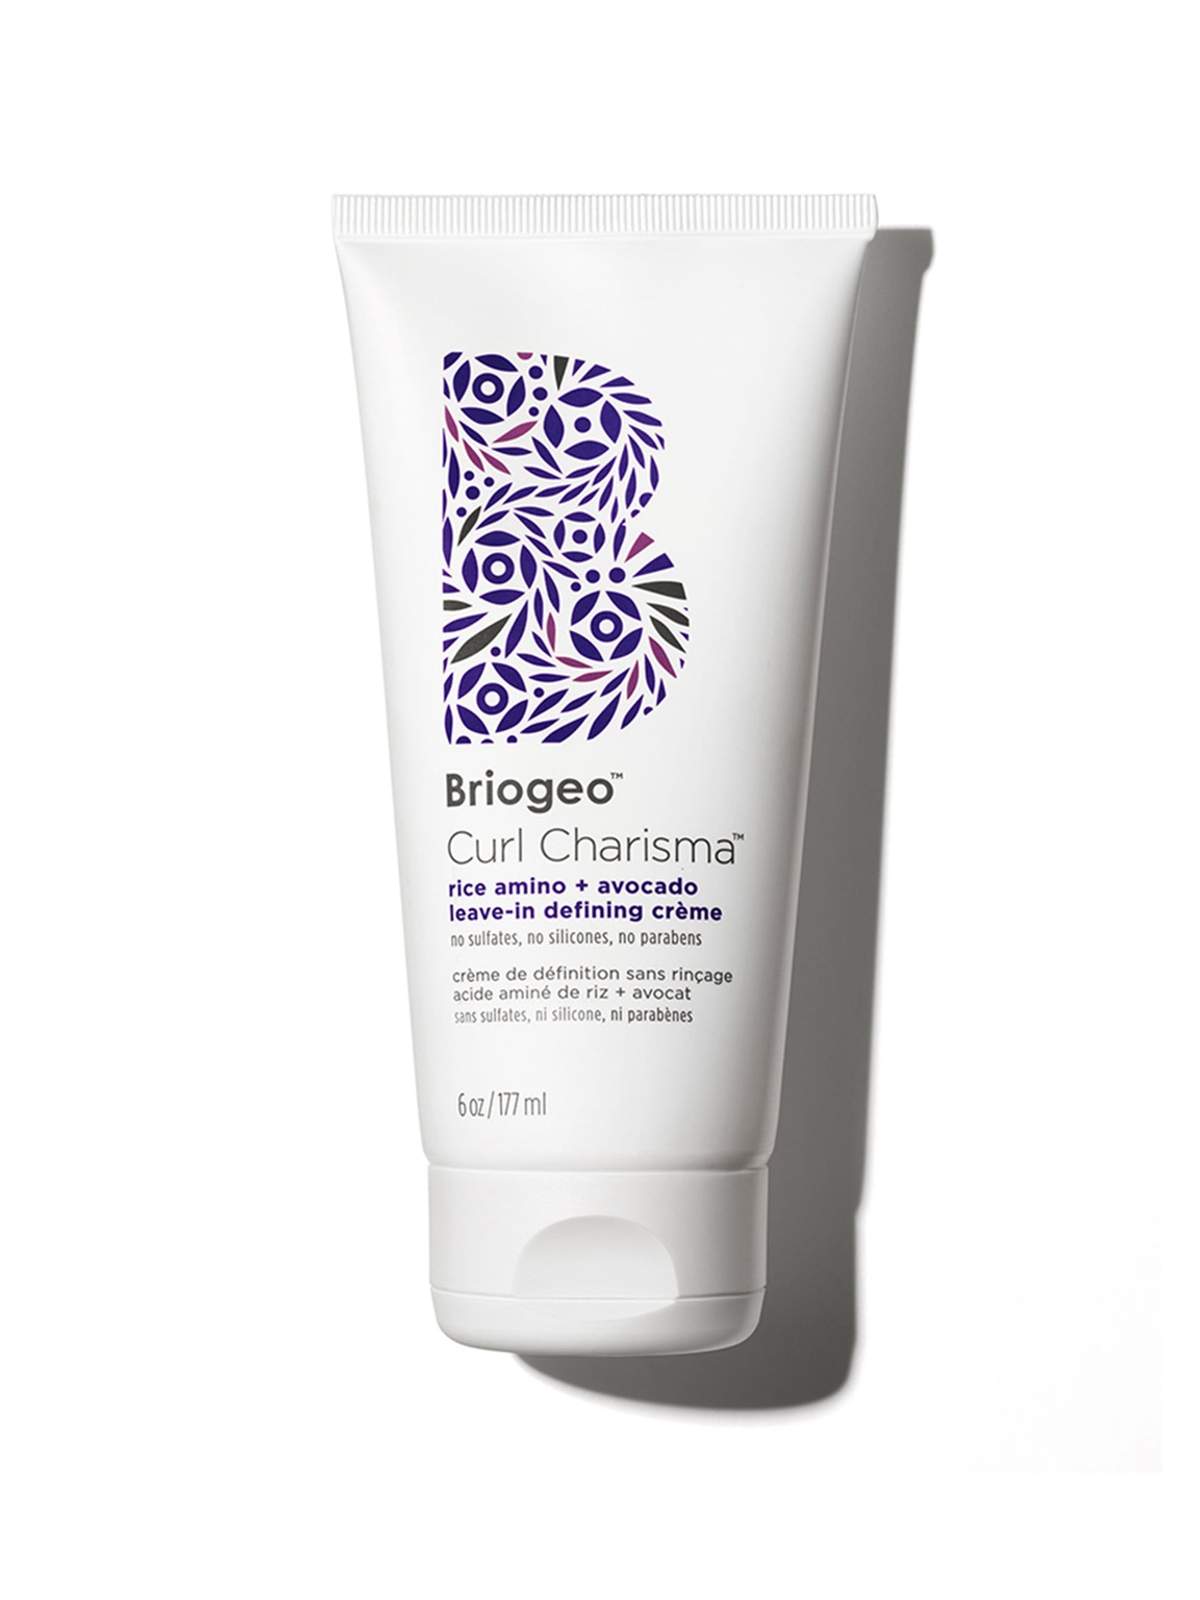 Briogeo™
Curl Charisma™
rice amino + avocado
leave-in defining crème
no sulfates, no silicones, no parabens
crème de définition sans rinçage
acide aminé de riz + avocat
sans sulfates, ni silicone, ni parabènes
6 oz / 177 ml